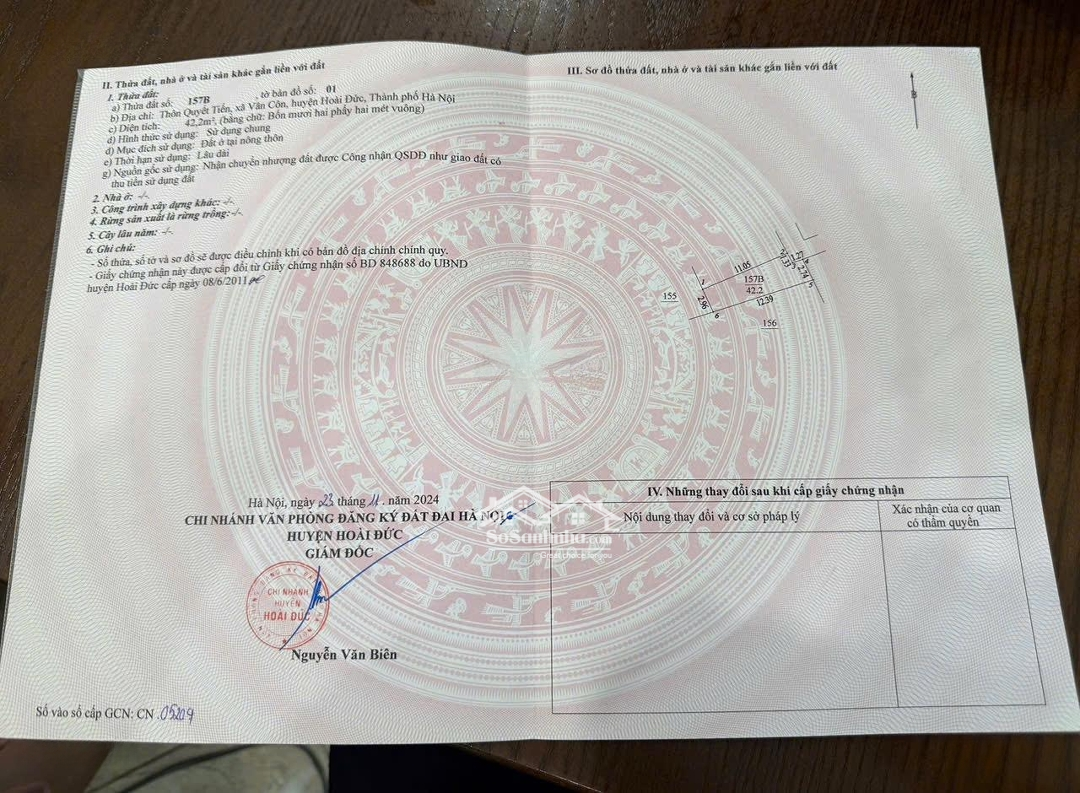 II. Thửa đất, nhà ở và tài sản khác gắn liền với đất
1. Thửa đất:
a) Thửa đất số: 157B , tờ bản đồ số: 01
b) Địa chỉ: Thôn Quyết Tiến, xã Vân Côn, huyện Hoài Đức, Thành phố Hà Nội
c) Diện tích: 42,2m², (bằng chữ: Bốn mươi hai phẩy hai mét vuông)
d) Hình thức sử dụng: Sử dụng chung
đ) Mục đích sử dụng: Đất ở tại nông thôn
e) Thời hạn sử dụng: Lâu dài
g) Nguồn gốc sử dụng: Nhận chuyển nhượng đất được Công nhận QSDĐ như giao đất có
thu tiền sử dụng đất
2. Nhà ở: -/-
3. Công trình xây dựng khác: -/-
4. Rừng sản xuất là rừng trồng: -/-
5. Cây lâu năm: -/-
6. Ghi chú:
- Số thửa, số tờ và sơ đồ sẽ được điều chỉnh khi có bản đồ địa chính chính quy.
- Giấy chứng nhận này được cấp đổi từ Giấy chứng nhận số BD 848688 do UBND
huyện Hoài Đức cấp ngày 08/6/2011
Hà Nội, ngày 23 tháng 11 năm 2024
CHI NHÁNH VĂN PHÒNG ĐĂNG KÝ ĐẤT ĐAI HÀ NỘI
HUYỆN HOÀI ĐỨC
GIÁM ĐỐC
CHI NHÁNH
HUYỆN
HOÀI ĐỨC
Nguyễn Văn Biên
Số vào sổ cấp GCN: CN 05209
III. Sơ đồ thửa đất, nhà ở và tài sản khác gắn liền với đất
B
11.05
1
157B
42.2
2.96
12.39
6
2.74
5
155
156
SoSanhnha.com
IV. Những thay đổi sau khi cấp giấy chứng nhận
Nội dung thay đổi và cơ sở pháp lý
Xác nhận của cơ quan
có thẩm quyền